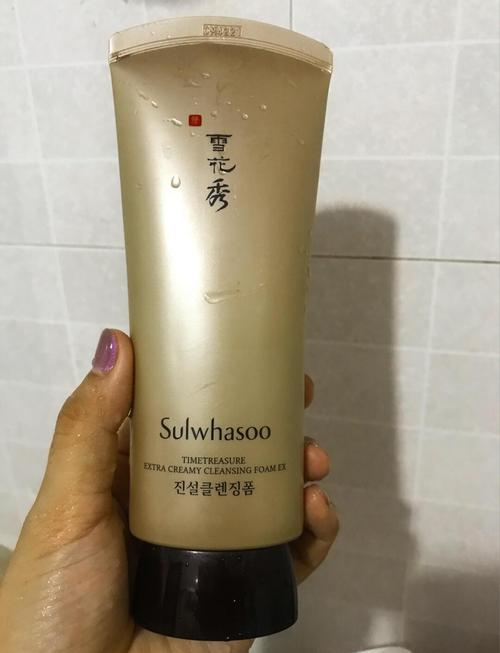 雪花秀
Sulwhasoo
TIMETREASURE
EXTRA CREAMY CLEANSING FOAM EX
진설클렌징폼